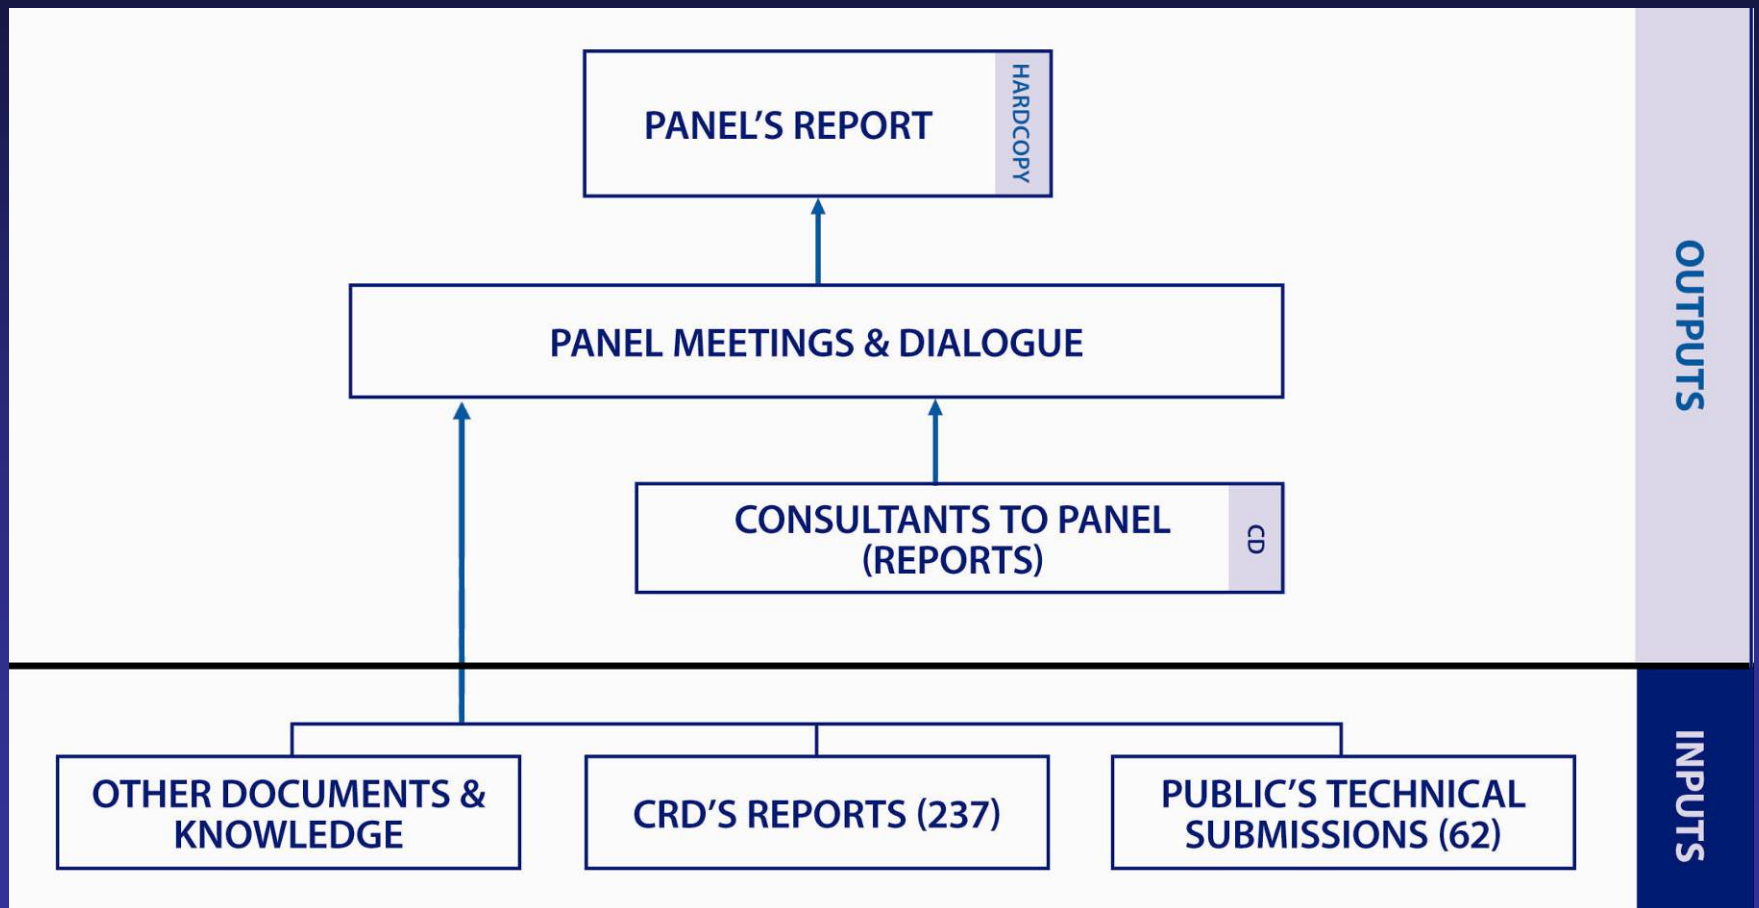 PANEL'S REPORT
HARDCOPY
PANEL MEETINGS & DIALOGUE
CONSULTANTS TO PANEL
(REPORTS)
CD
OUTPUTS
OTHER DOCUMENTS &
KNOWLEDGE
CRD'S REPORTS (237)
PUBLIC'S TECHNICAL
SUBMISSIONS (62)
INPUTS